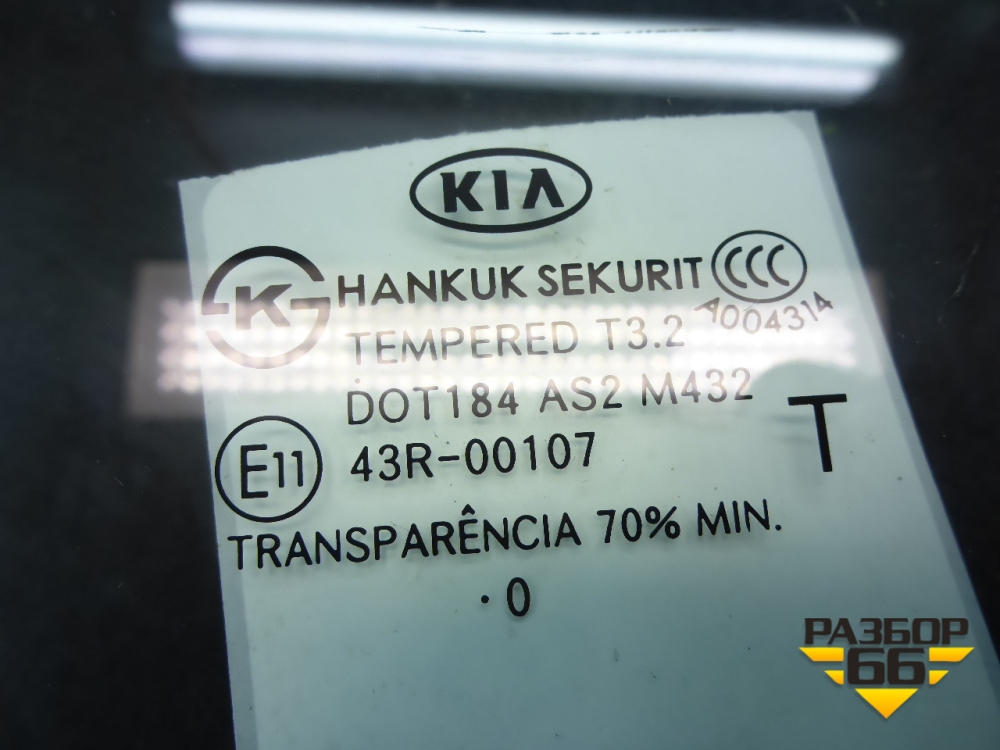 KIA
K
HANKUK SEKURIT
CCC
A004314
TEMPERED T3.2
DOT184 AS2 M432
T
E11
43R-00107
TRANSPARÊNCIA 70% MIN.
·0
РАЗБОР
66